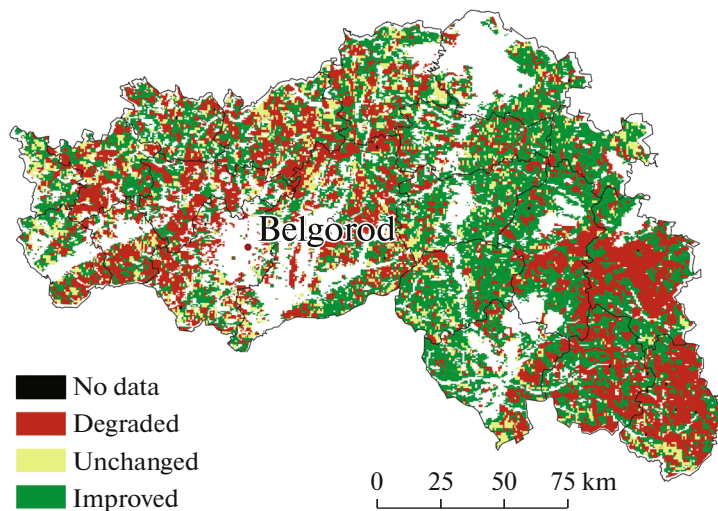 Belgorod
No data
Degraded
Unchanged
Improved
0 25 50 75 km